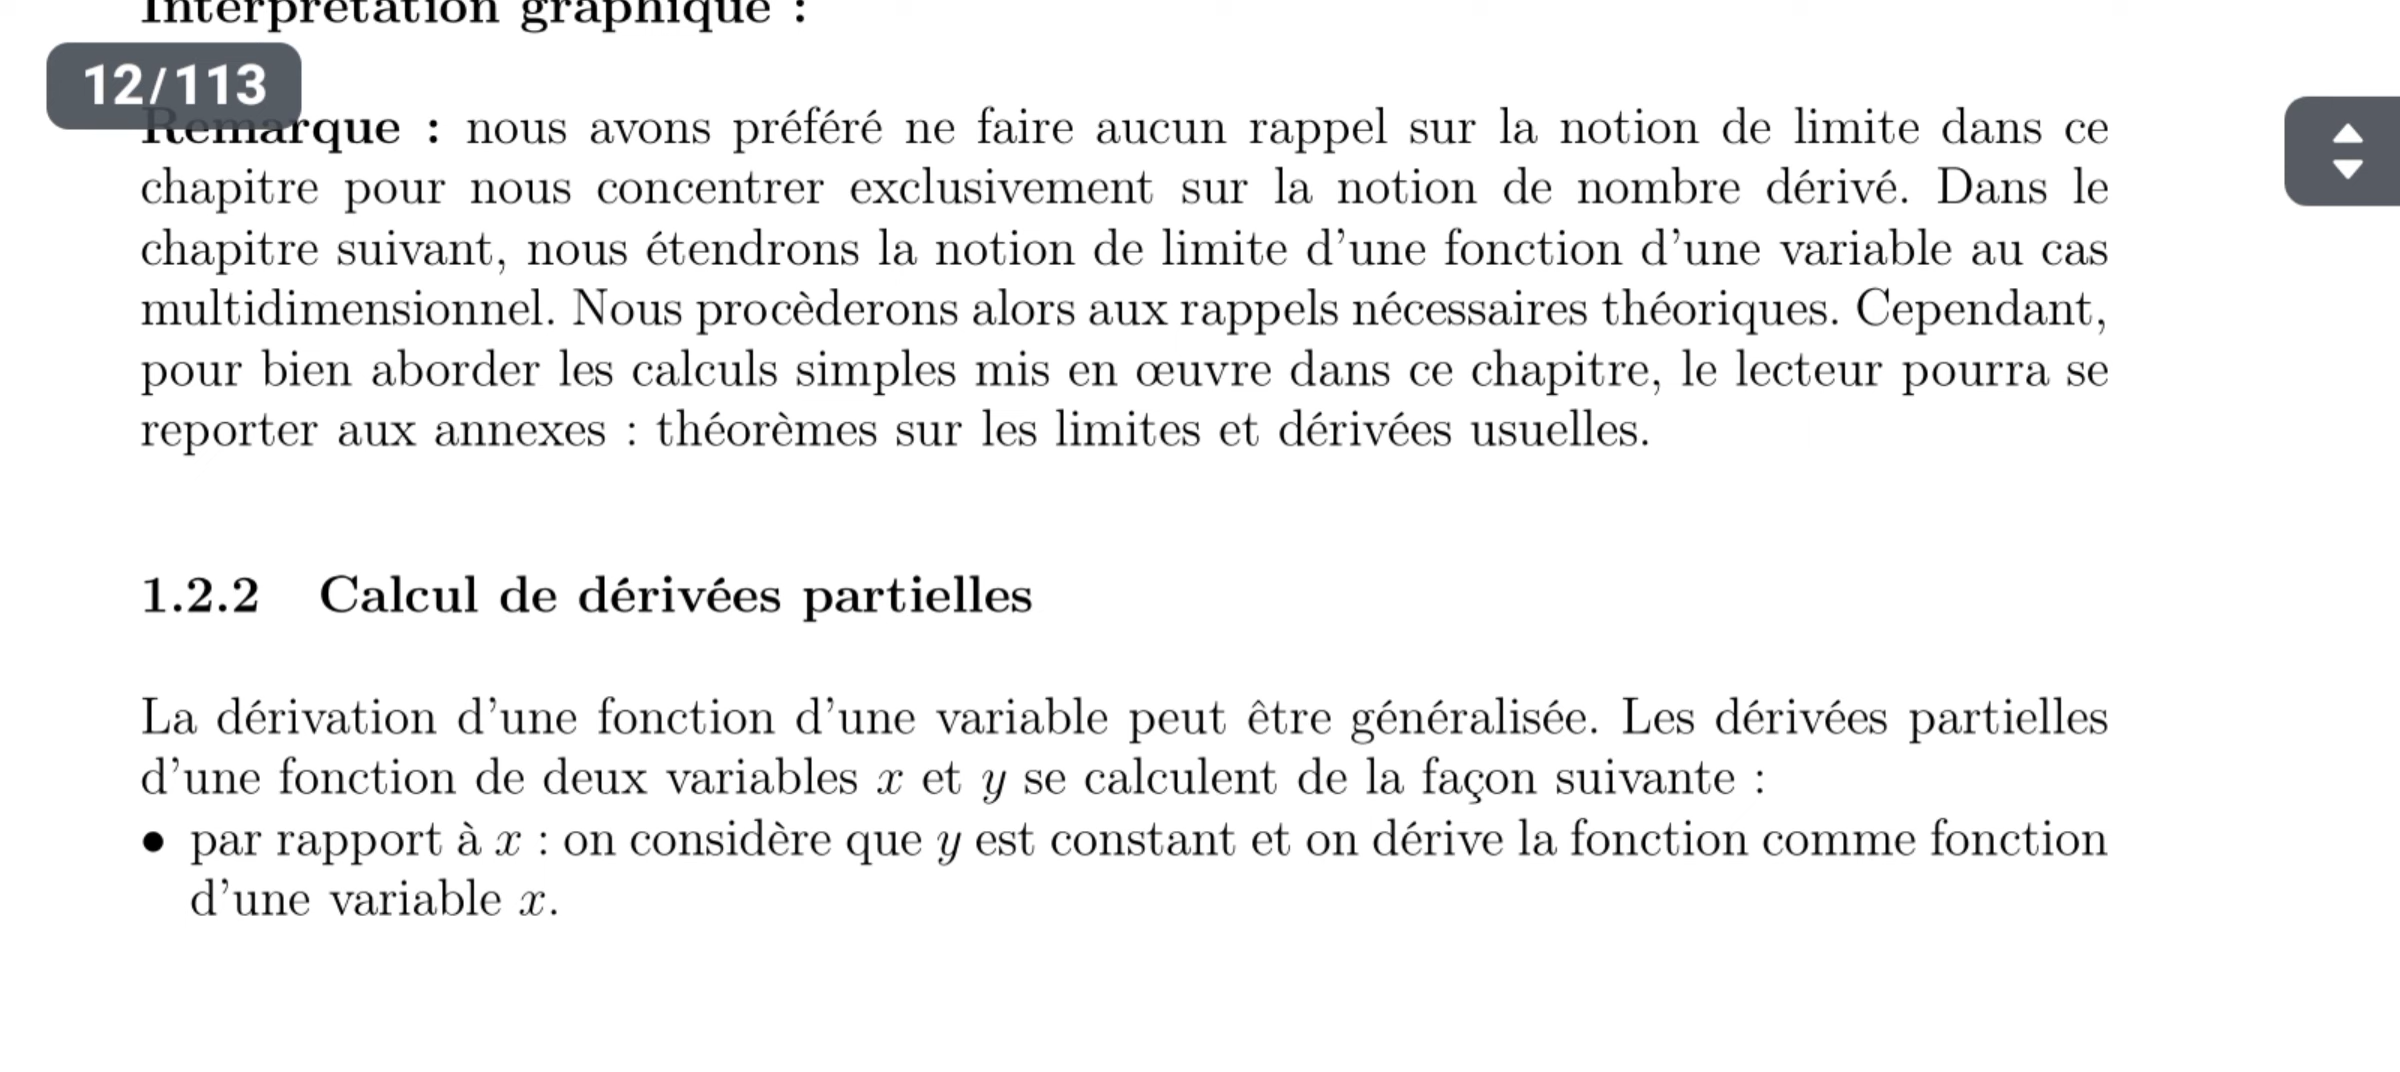 Interprétation graphique :
12/113
Remarque : nous avons préféré ne faire aucun rappel sur la notion de limite dans ce
chapitre pour nous concentrer exclusivement sur la notion de nombre dérivé. Dans le
chapitre suivant, nous étendrons la notion de limite d'une fonction d'une variable au cas
multidimensionnel. Nous procèderons alors aux rappels nécessaires théoriques. Cependant,
pour bien aborder les calculs simples mis en œuvre dans ce chapitre, le lecteur pourra se
reporter aux annexes : théorèmes sur les limites et dérivées usuelles.
1.2.2 Calcul de dérivées partielles
La dérivation d'une fonction d'une variable peut être généralisée. Les dérivées partielles
d'une fonction de deux variables x et y se calculent de la façon suivante :
• par rapport à x : on considère que y est constant et on dérive la fonction comme fonction
d'une variable x.